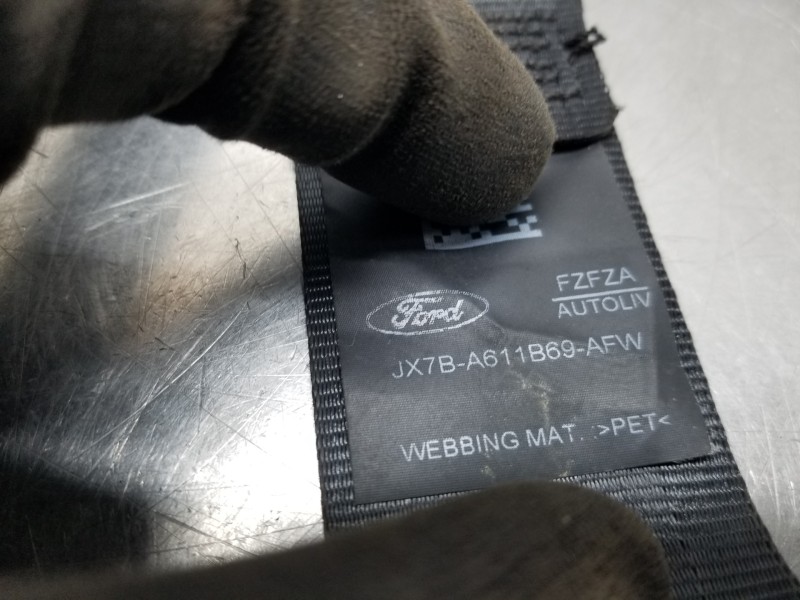 FZFZA
AUTOLIV
Ford
JX7B-A611B69-AFW
WEBBING MAT. :>PET<